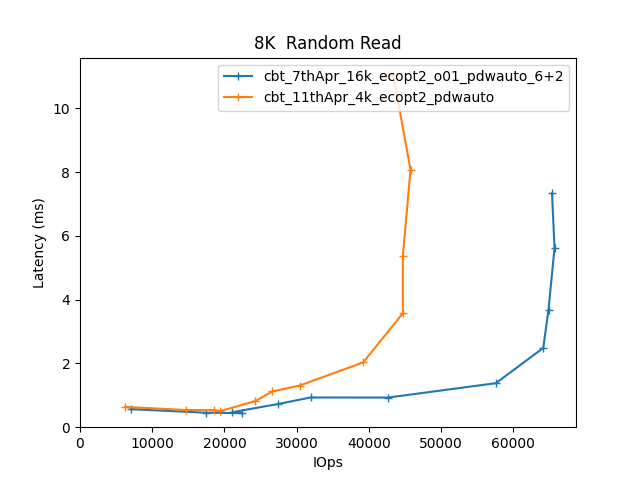 8K Random Read
cbt_7thApr_16k_ecopt2_o01_pdwauto_6+2
cbt_11thApr_4k_ecopt2_pdwauto
Latency (ms)
10
8
6
4
2
0
0 10000 20000 30000 40000 50000 60000
IOps